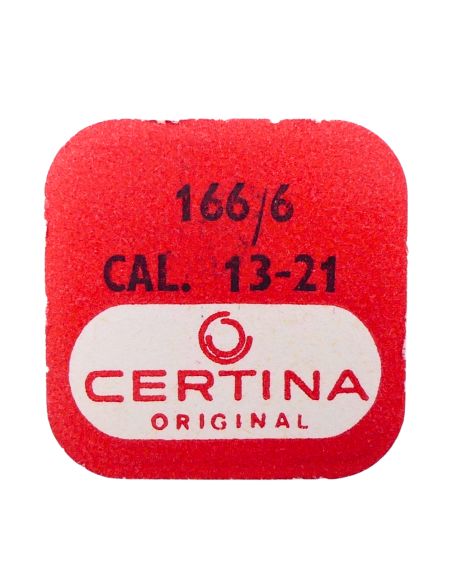 166/6
CAL. 13-21
CERTINA
ORIGINAL